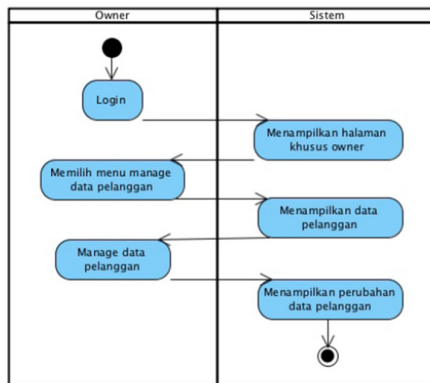 Owner
Sistem
Login
Menampilkan halaman
khusus owner
Memilih menu manage
data pelanggan
Menampilkan data
pelanggan
Manage data
pelanggan
Menampilkan perubahan
data pelanggan